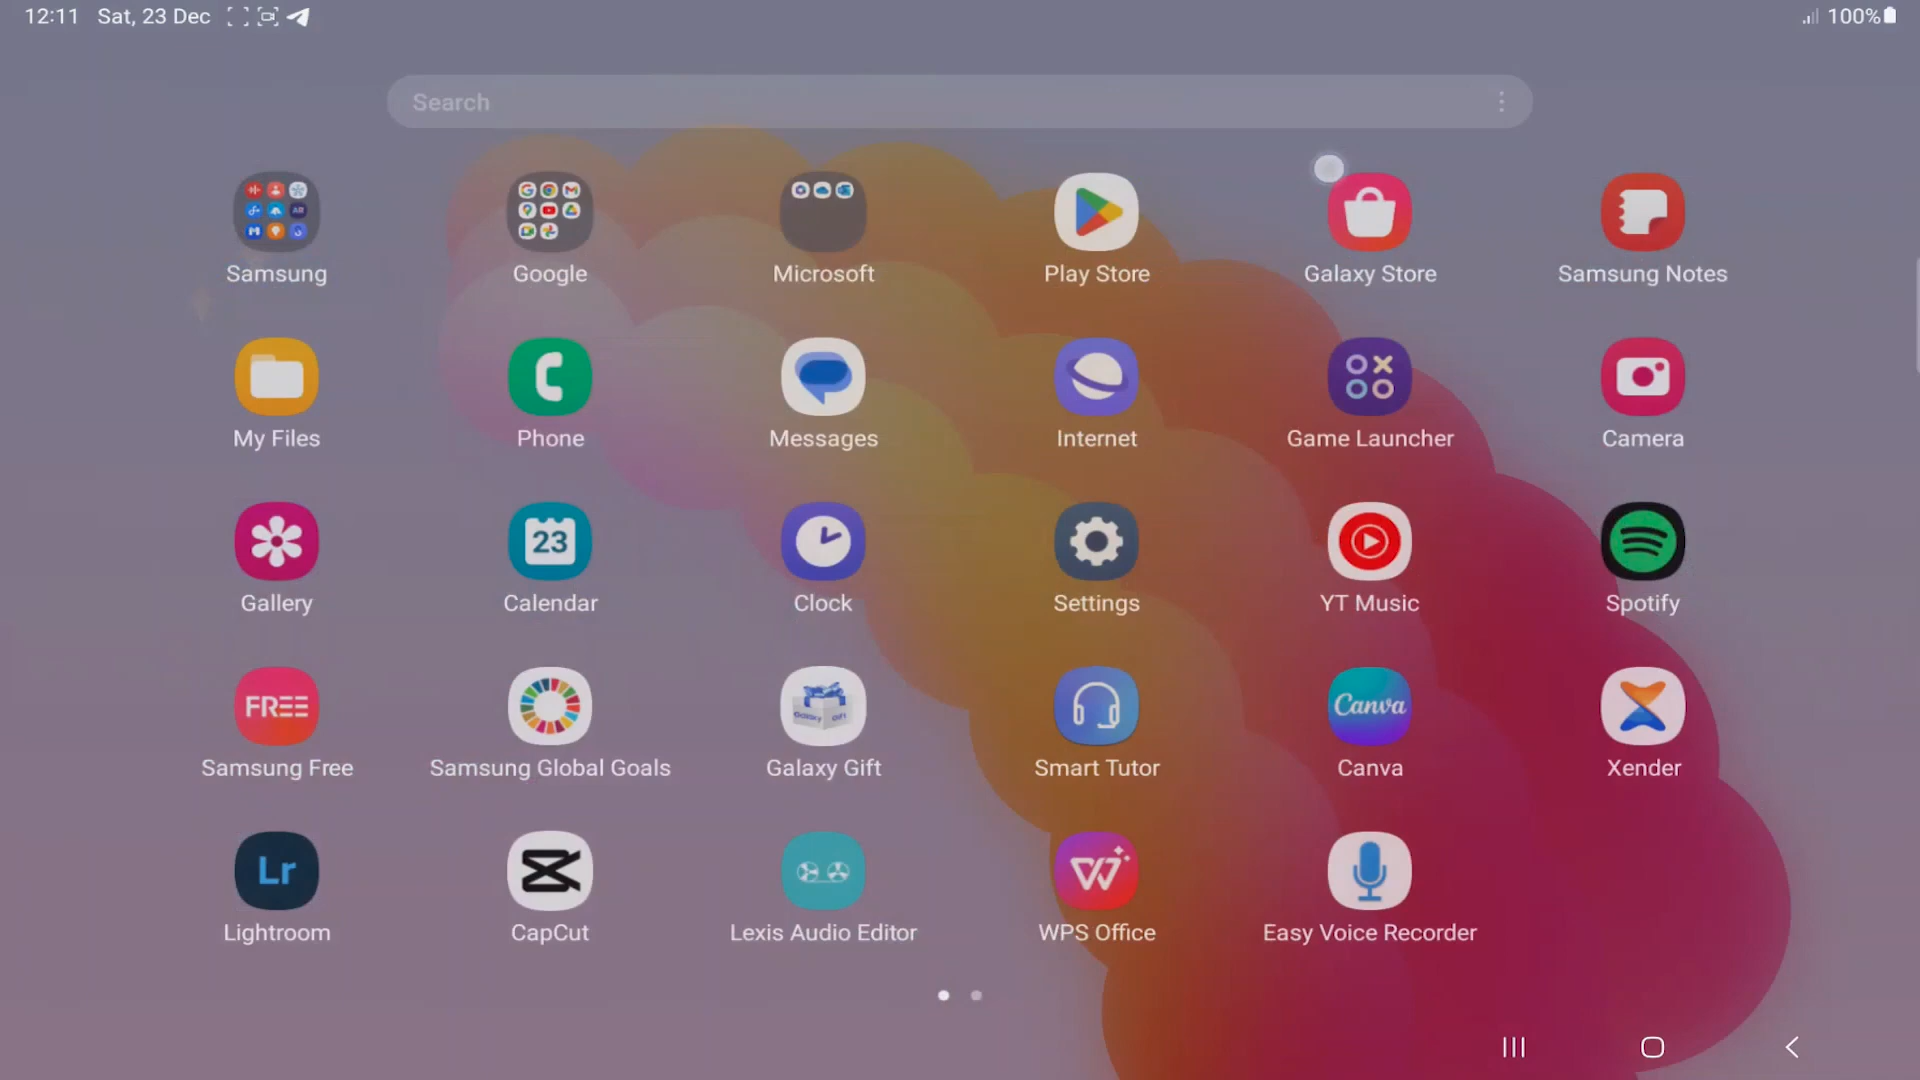 12:11 Sat, 23 Dec 100%
Search
Samsung Google Microsoft Play Store Galaxy Store Samsung Notes
My Files Phone Messages Internet Game Launcher Camera
23
Gallery Calendar Clock Settings YT Music Spotify
FREE Canva
Samsung Free Samsung Global Goals Galaxy Gift Smart Tutor Canva Xender
Lr W
Lightroom CapCut Lexis Audio Editor WPS Office Easy Voice Recorder